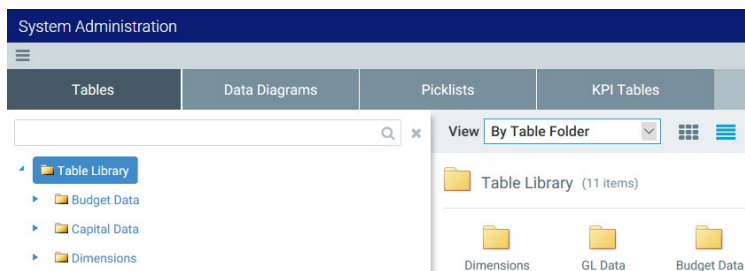 System Administration
Tables Data Diagrams Picklists KPI Tables
View By Table Folder
Table Library
Budget Data
Capital Data
Dimensions
Table Library (11 items)
Dimensions GL Data Budget Data